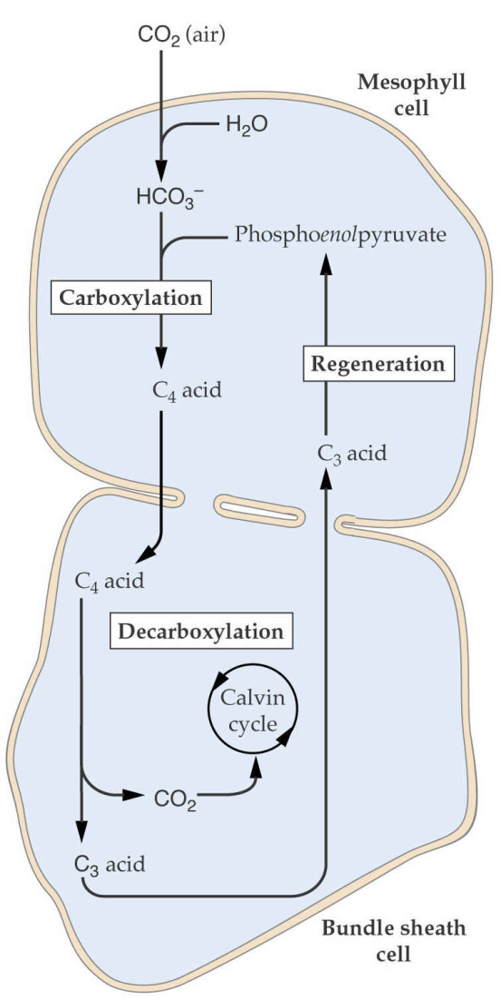 CO₂ (air)
Mesophyll
cell
H₂O
HCO₃⁻
Phosphoenolpyruvate
Carboxylation
Regeneration
C₄ acid
C₃ acid
C₄ acid
Decarboxylation
Calvin
cycle
CO₂
C₃ acid
Bundle sheath
cell